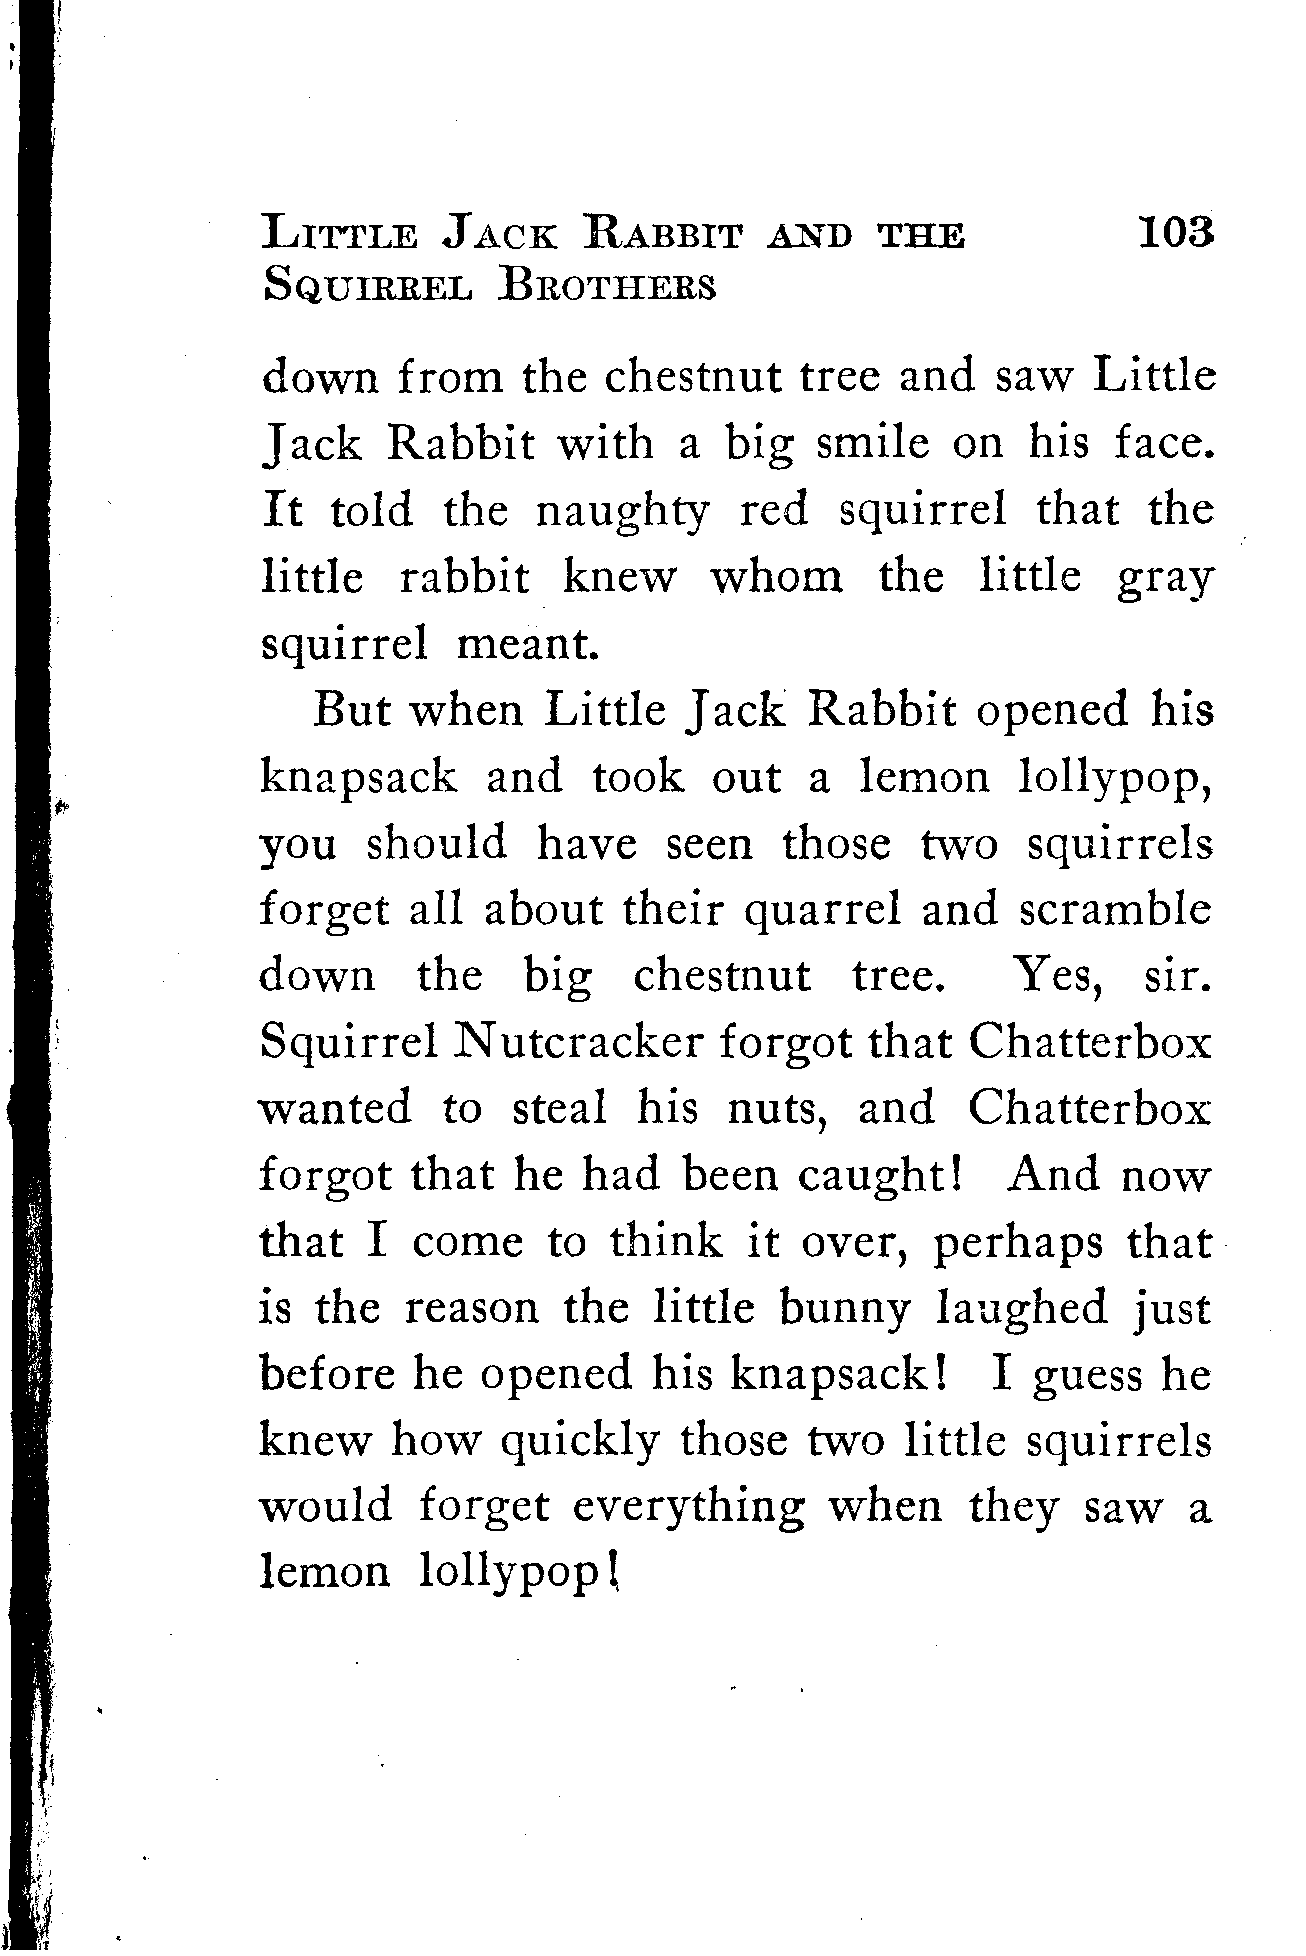 Little Jack Rabbit and the 103
Squirrel Brothers
down from the chestnut tree and saw Little
Jack Rabbit with a big smile on his face.
It told the naughty red squirrel that the
little rabbit knew whom the little gray
squirrel meant.
But when Little Jack Rabbit opened his
knapsack and took out a lemon lollypop,
you should have seen those two squirrels
forget all about their quarrel and scramble
down the big chestnut tree. Yes, sir.
Squirrel Nutcracker forgot that Chatterbox
wanted to steal his nuts, and Chatterbox
forgot that he had been caught! And now
that I come to think it over, perhaps that
is the reason the little bunny laughed just
before he opened his knapsack! I guess he
knew how quickly those two little squirrels
would forget everything when they saw a
lemon lollypop!